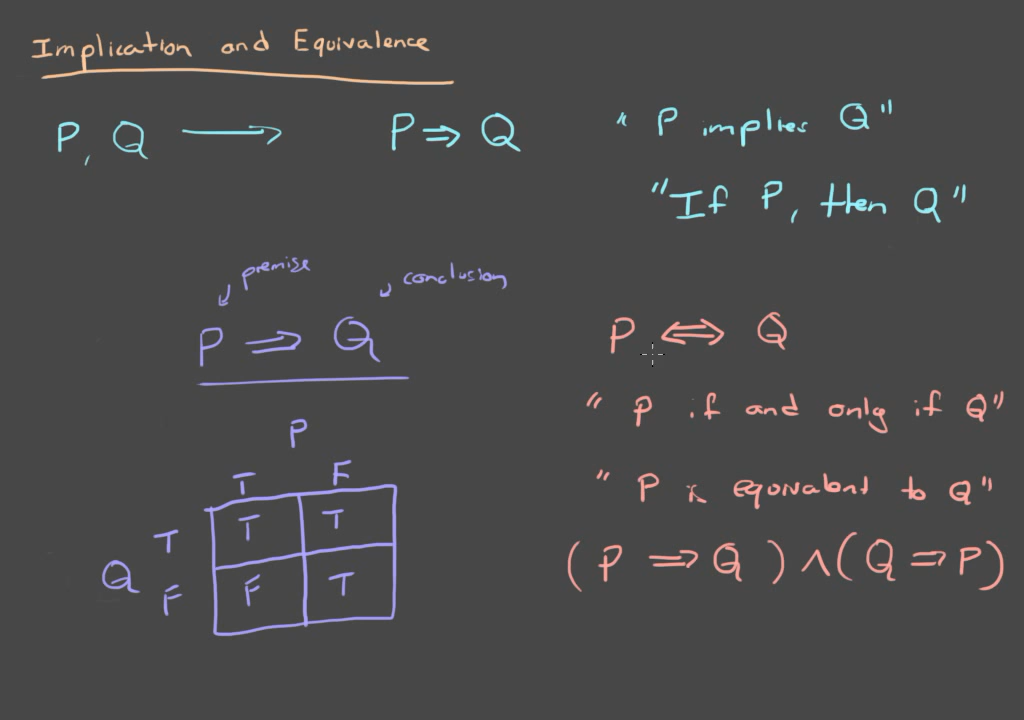 Implication and Equivalence
P, Q ⟶ P ⇒ Q " P implies Q"
"If P, then Q"
premise conclusion
P ⇒ Q
P ⇔ Q
" P if and only if Q"
P
" P is equivalent to Q"
T F
T T T
Q
F F T
( P ⇒ Q ) ∧ ( Q ⇒ P )